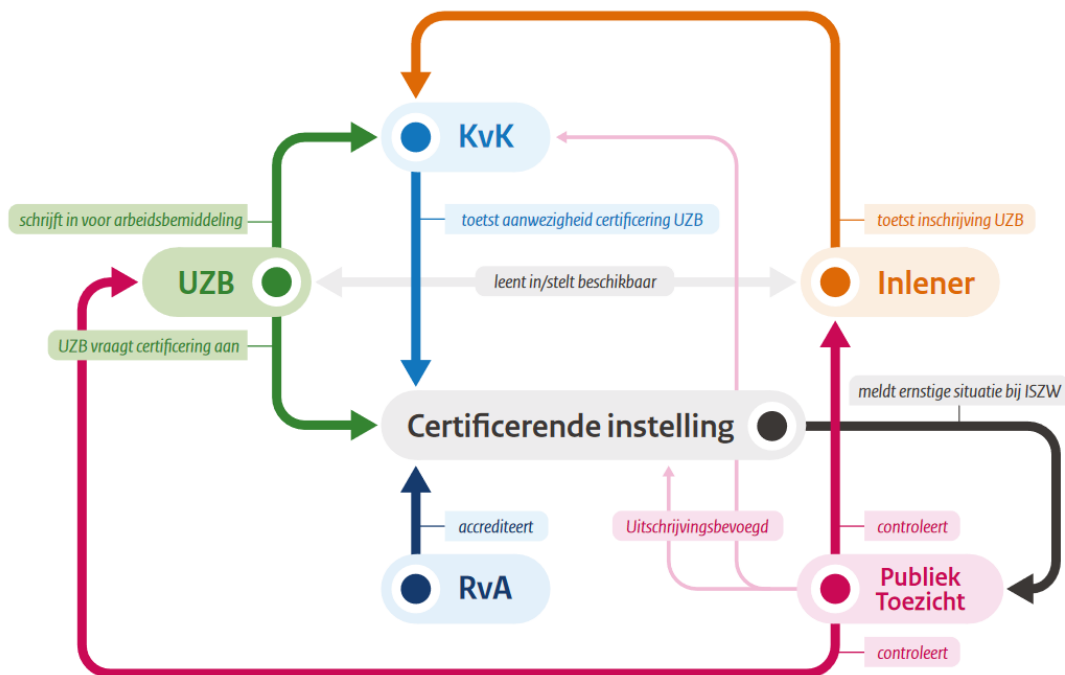 KvK
schrijft in voor arbeidsbemiddeling
toetst aanwezigheid certificering UZB
toetst inschrijving UZB
UZB
leent in/stelt beschikbaar
Inlener
UZB vraagt certificering aan
meldt ernstige situatie bij ISZW
Certificerende instelling
accrediteert
Uitschrijvingsbevoegd
controleert
RvA
Publiek
Toezicht
controleert